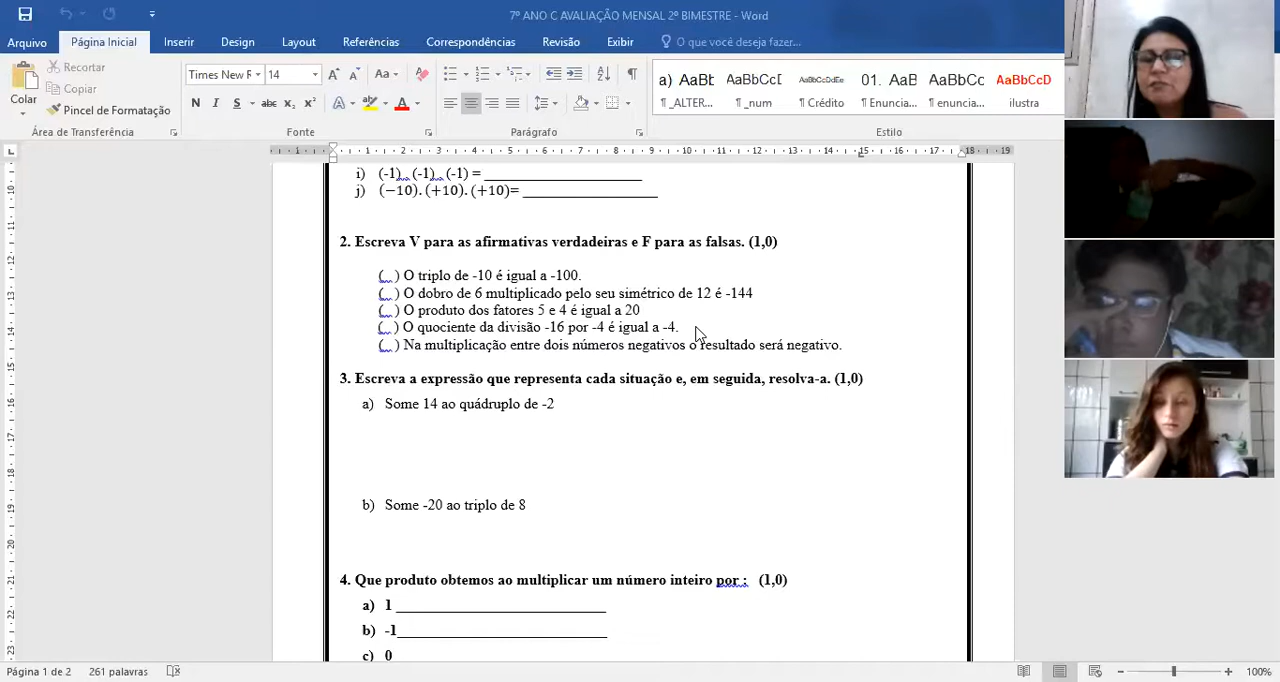 7º ANO C AVALIAÇÃO MENSAL 2º BIMESTRE - Word
Arquivo Página Inicial Inserir Design Layout Referências Correspondências Revisão Exibir O que você deseja fazer...
Colar
Recortar
Copiar
Pincel de Formatação
Área de Transferência
Times New R 14
N I S abc x₂ x²
Fonte
Parágrafo
a) AaBt AaBbCcI AaBbCcDdEe 01. AaB AaBbCc AaBbCcD
¶ _ALTER... ¶ _num ¶ Crédito ¶ Enuncia... ¶ enuncia... ilustra
Estilo
i) (-1). (-1). (-1) = ____________________
j) (−10). (+10). (+10)= ____________________
2. Escreva V para as afirmativas verdadeiras e F para as falsas. (1,0)
( ) O triplo de -10 é igual a -100.
( ) O dobro de 6 multiplicado pelo seu simétrico de 12 é -144
( ) O produto dos fatores 5 e 4 é igual a 20
( ) O quociente da divisão -16 por -4 é igual a -4.
( ) Na multiplicação entre dois números negativos o resultado será negativo.
3. Escreva a expressão que representa cada situação e, em seguida, resolva-a. (1,0)
a) Some 14 ao quádruplo de -2
b) Some -20 ao triplo de 8
4. Que produto obtemos ao multiplicar um número inteiro por : (1,0)
a) 1 ____________________
b) -1____________________
c) 0
Página 1 de 2 261 palavras 100%